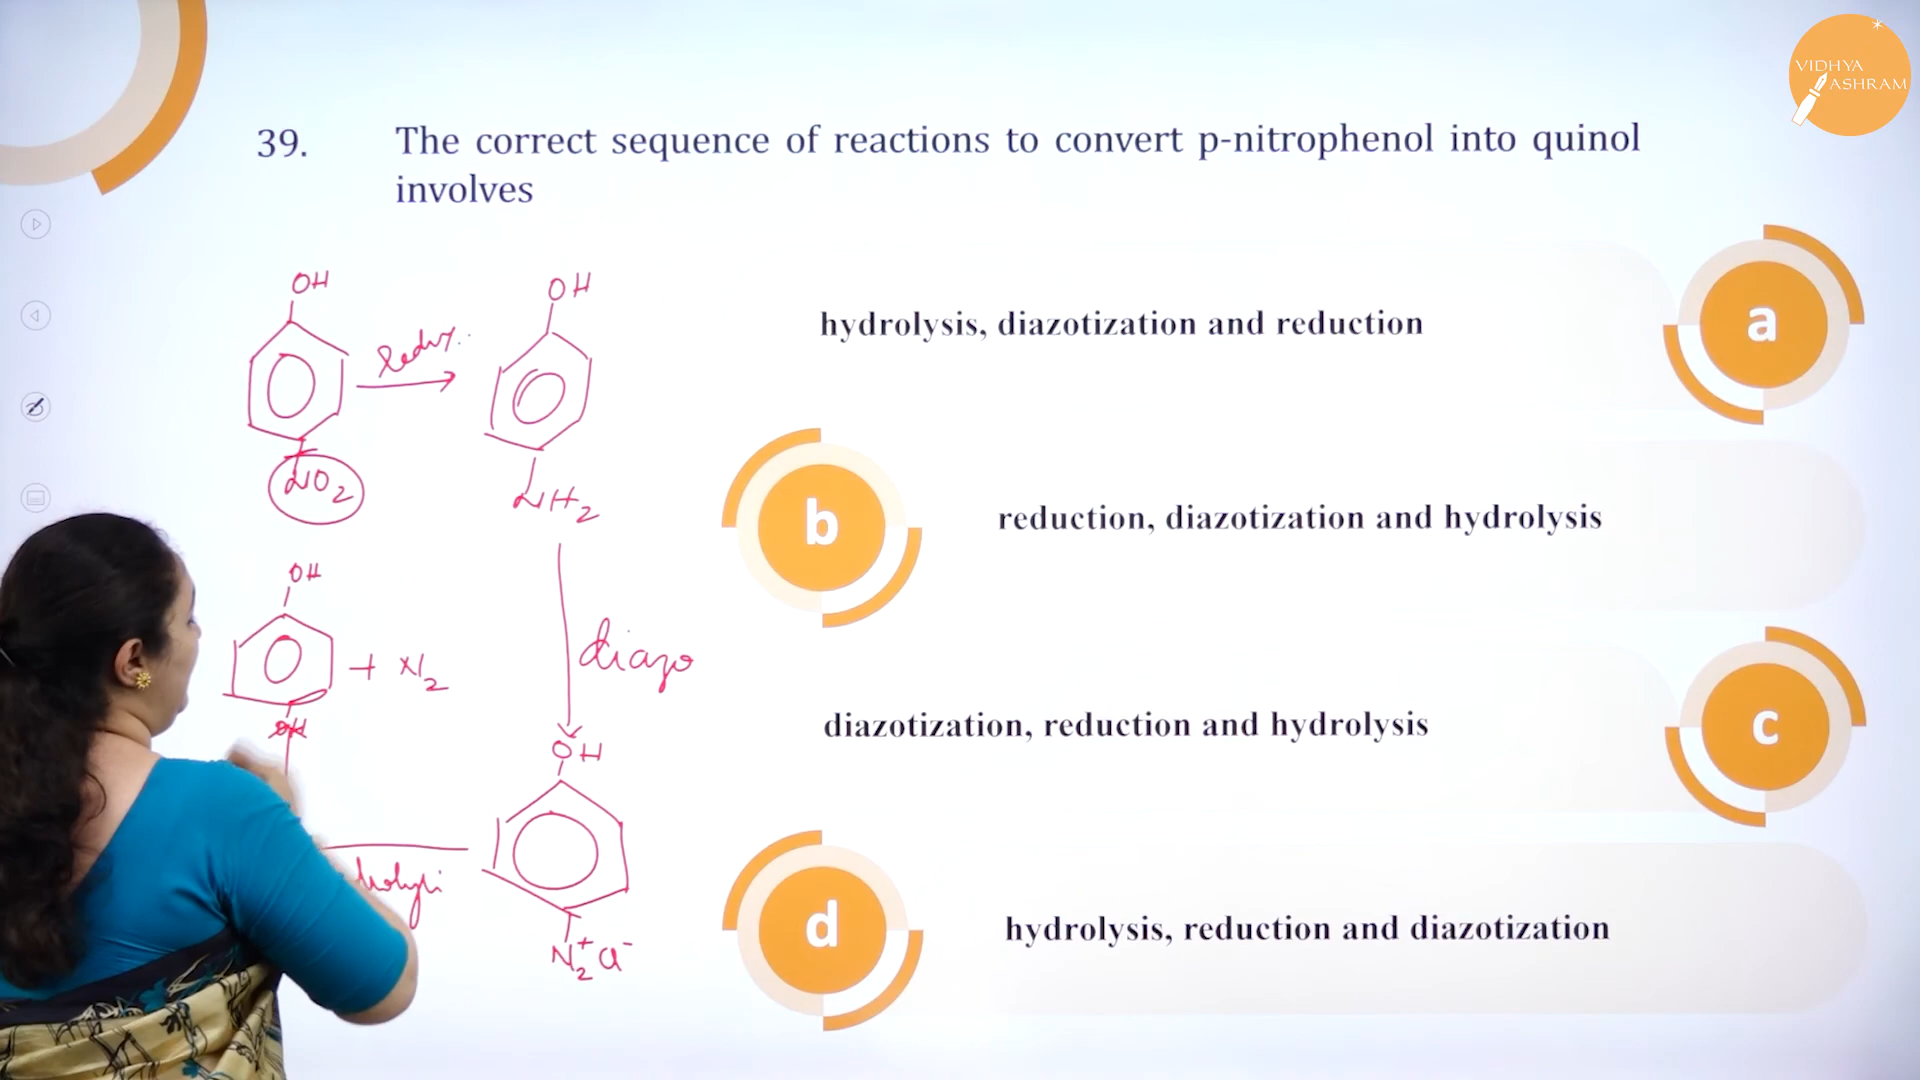 VIDHYA
ASHRAM
39. The correct sequence of reactions to convert p-nitrophenol into quinol
involves
hydrolysis, diazotization and reduction
a
b
reduction, diazotization and hydrolysis
diazotization, reduction and hydrolysis
c
d
hydrolysis, reduction and diazotization
OH
NO2
OH
NH2
diazo
OH
N2+ Cl-
OH
+ N2
OH